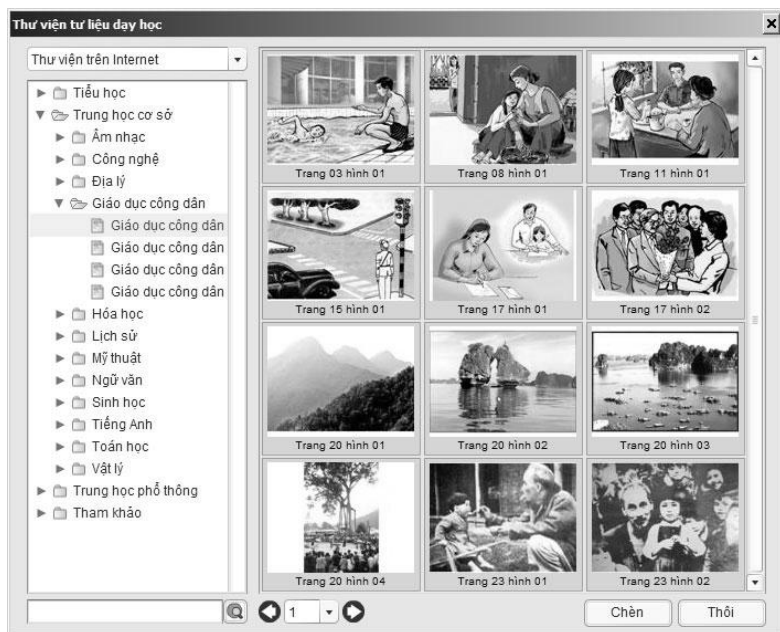 Thư viện tư liệu dạy học
Thư viện trên Internet
Tiểu học
Trung học cơ sở
Âm nhạc
Công nghệ
Địa lý
Giáo dục công dân
Giáo dục công dân
Giáo dục công dân
Giáo dục công dân
Giáo dục công dân
Hóa học
Lịch sử
Mỹ thuật
Ngữ văn
Sinh học
Tiếng Anh
Toán học
Vật lý
Trung học phổ thông
Tham khảo
Trang 03 hình 01
Trang 08 hình 01
Trang 11 hình 01
Trang 15 hình 01
Trang 17 hình 01
Trang 17 hình 02
Trang 20 hình 01
Trang 20 hình 02
Trang 20 hình 03
Trang 20 hình 04
Trang 23 hình 01
Trang 23 hình 02
1
Chèn
Thôi